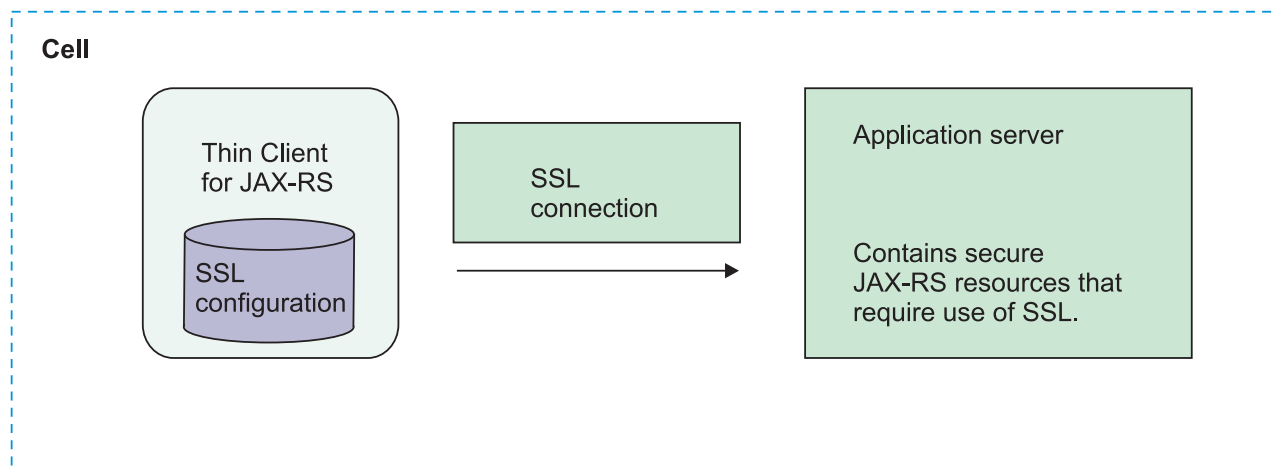 Cell
Thin Client
for JAX-RS
SSL
configuration
SSL
connection
Application server
Contains secure
JAX-RS resources that
require use of SSL.